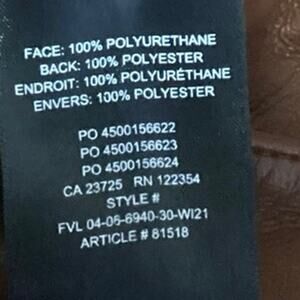 FACE: 100% POLYURETHANE
BACK: 100% POLYESTER
ENDROIT: 100% POLYURÉTHANE
ENVERS: 100% POLYESTER
PO 4500156622
PO 4500156623
PO 4500156624
CA 23725 RN 122354
STYLE #
FVL 04-06-6940-30-WI21
ARTICLE # 81518